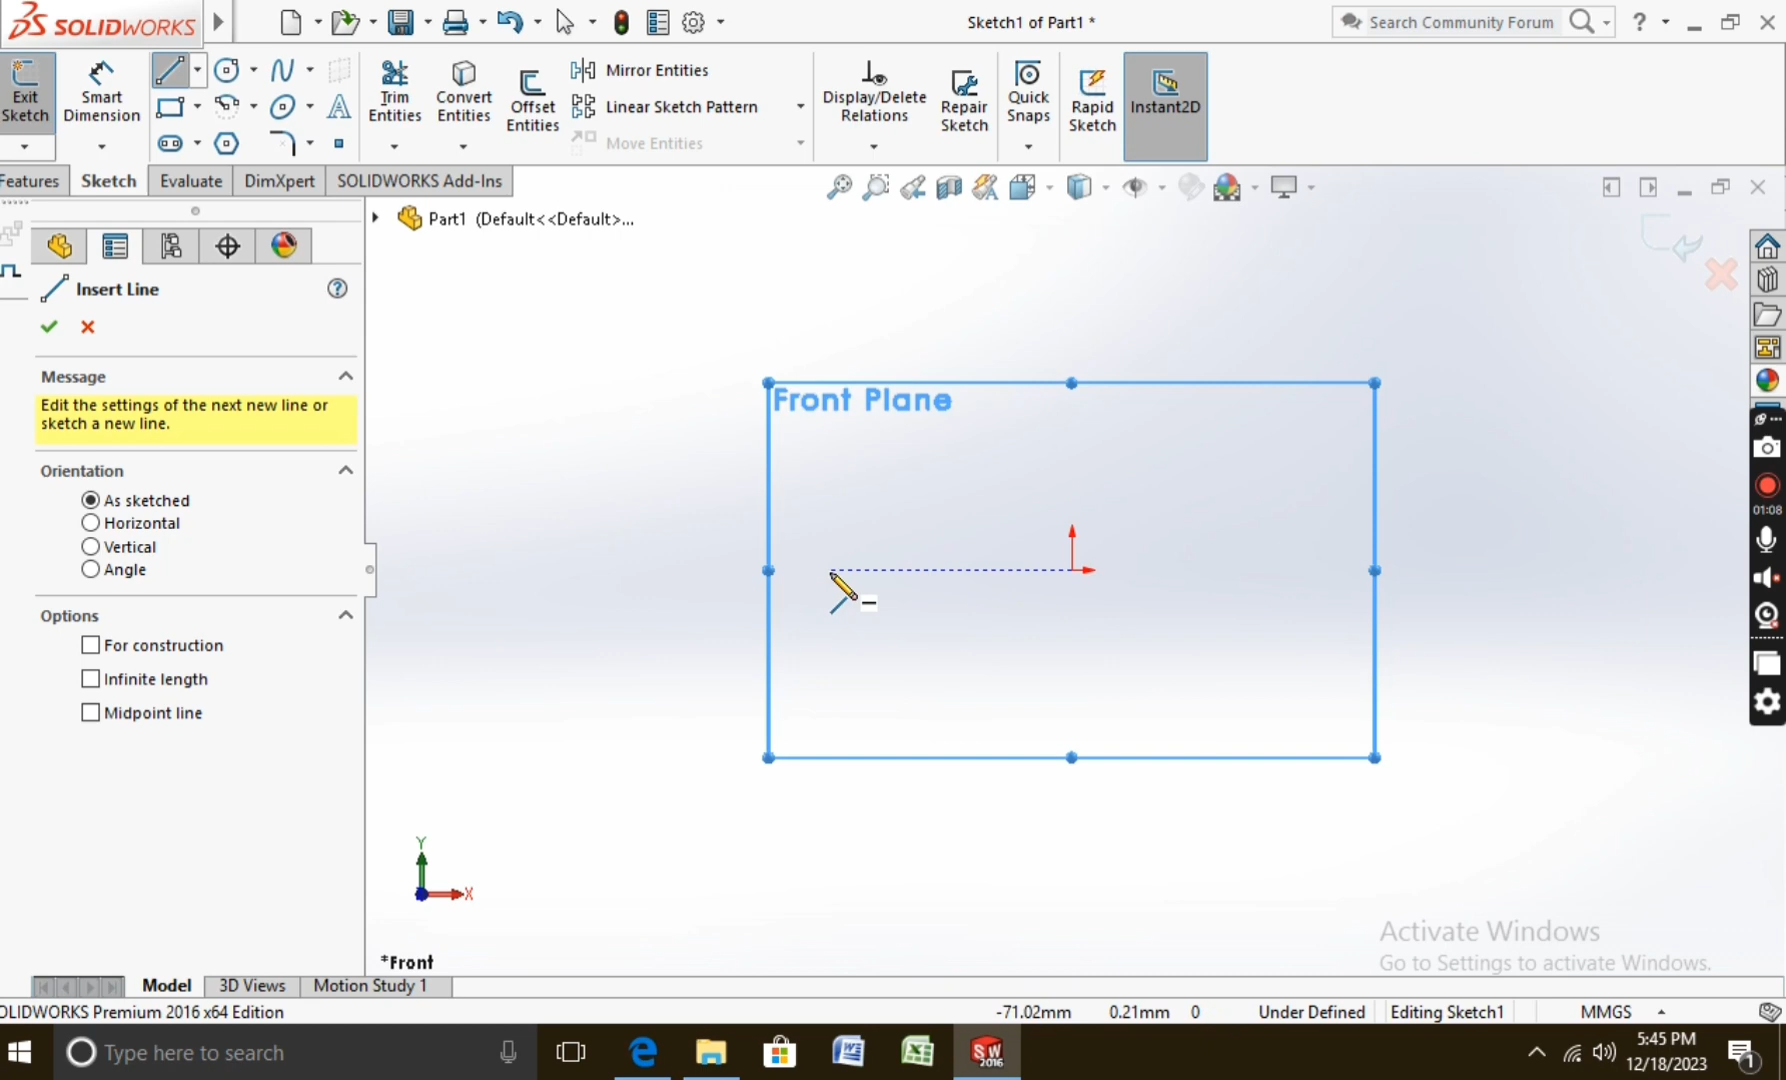 SOLIDWORKS
Sketch1 of Part1 *
Search Community Forum
?
Exit Sketch
Smart Dimension
Trim Entities
Convert Entities
Offset Entities
Mirror Entities
Linear Sketch Pattern
Move Entities
Display/Delete Relations
Repair Sketch
Quick Snaps
Rapid Sketch
Instant2D
Features
Sketch
Evaluate
DimXpert
SOLIDWORKS Add-Ins
Part1 (Default<<Default>...
Insert Line
?
Message
Edit the settings of the next new line or
sketch a new line.
Orientation
As sketched
Horizontal
Vertical
Angle
Options
For construction
Infinite length
Midpoint line
Front Plane
01:08
Y
X
*Front
Activate Windows
Go to Settings to activate Windows.
Model
3D Views
Motion Study 1
OLIDWORKS Premium 2016 x64 Edition
-71.02mm
0.21mm
0
Under Defined
Editing Sketch1
MMGS
Type here to search
SW
2016
5:45 PM
12/18/2023
1